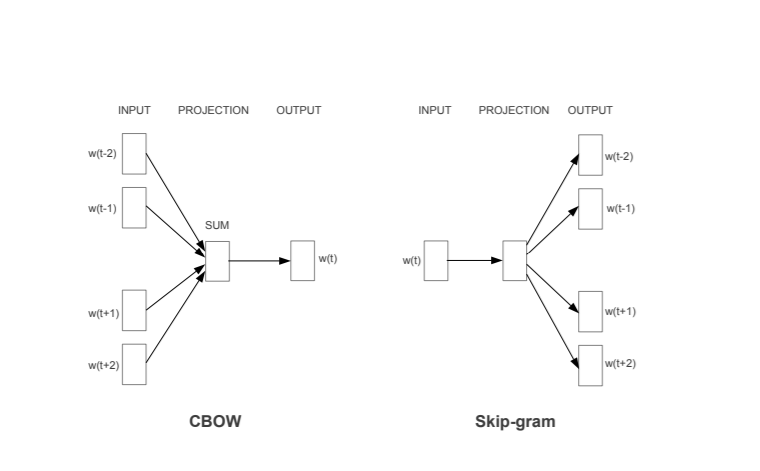 INPUT PROJECTION OUTPUT
w(t-2)
w(t-1)
SUM
w(t)
w(t+1)
w(t+2)
CBOW
INPUT PROJECTION OUTPUT
w(t-2)
w(t-1)
w(t)
w(t+1)
w(t+2)
Skip-gram